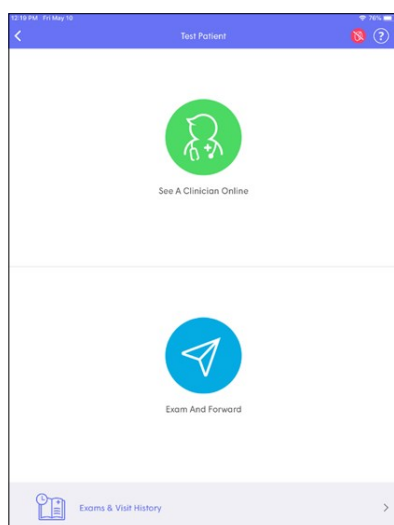 12:19 PM Fri May 10 76%
Test Patient ?
See A Clinician Online
Exam And Forward
Exams & Visit History